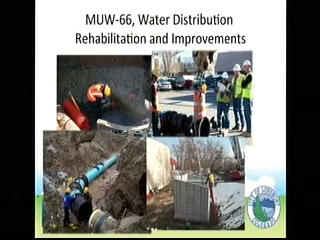 MUW-66, Water Distribution
Rehabilitation and Improvements